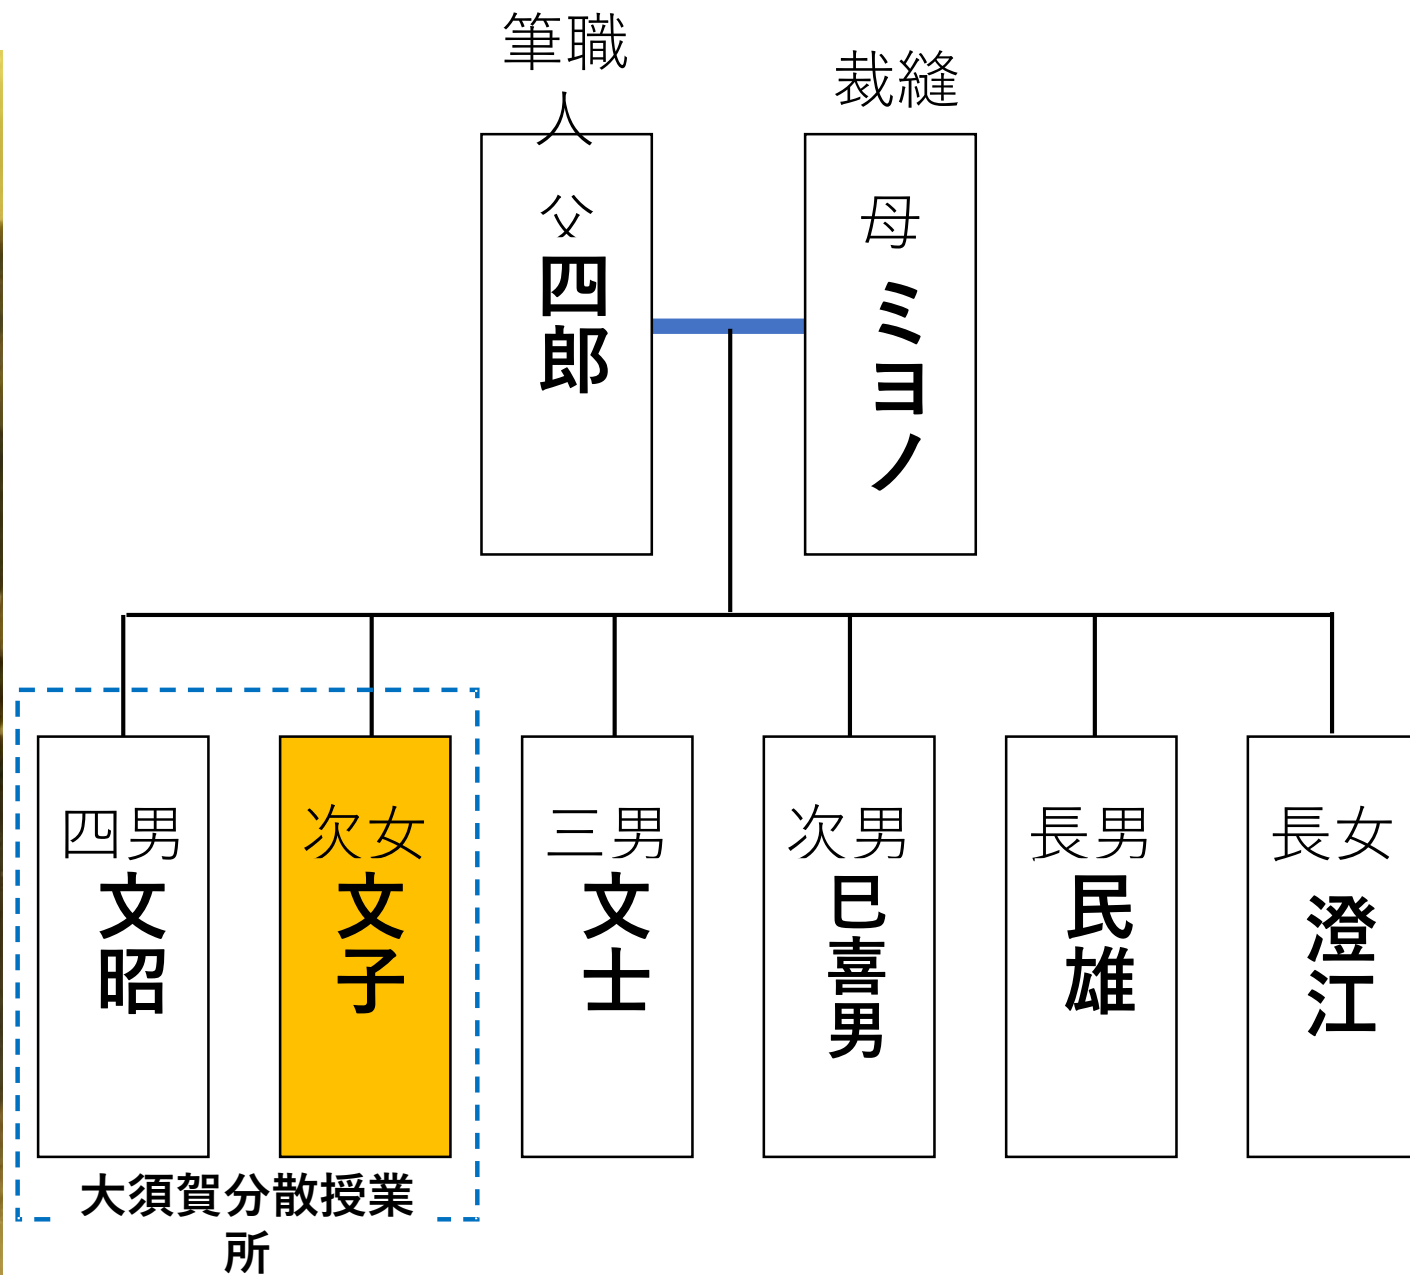 筆職
人
裁縫
父
四郎
母
ミヨノ
四男
文昭
次女
文子
三男
文士
次男
巳喜男
長男
民雄
長女
澄江
大須賀分散授業
所